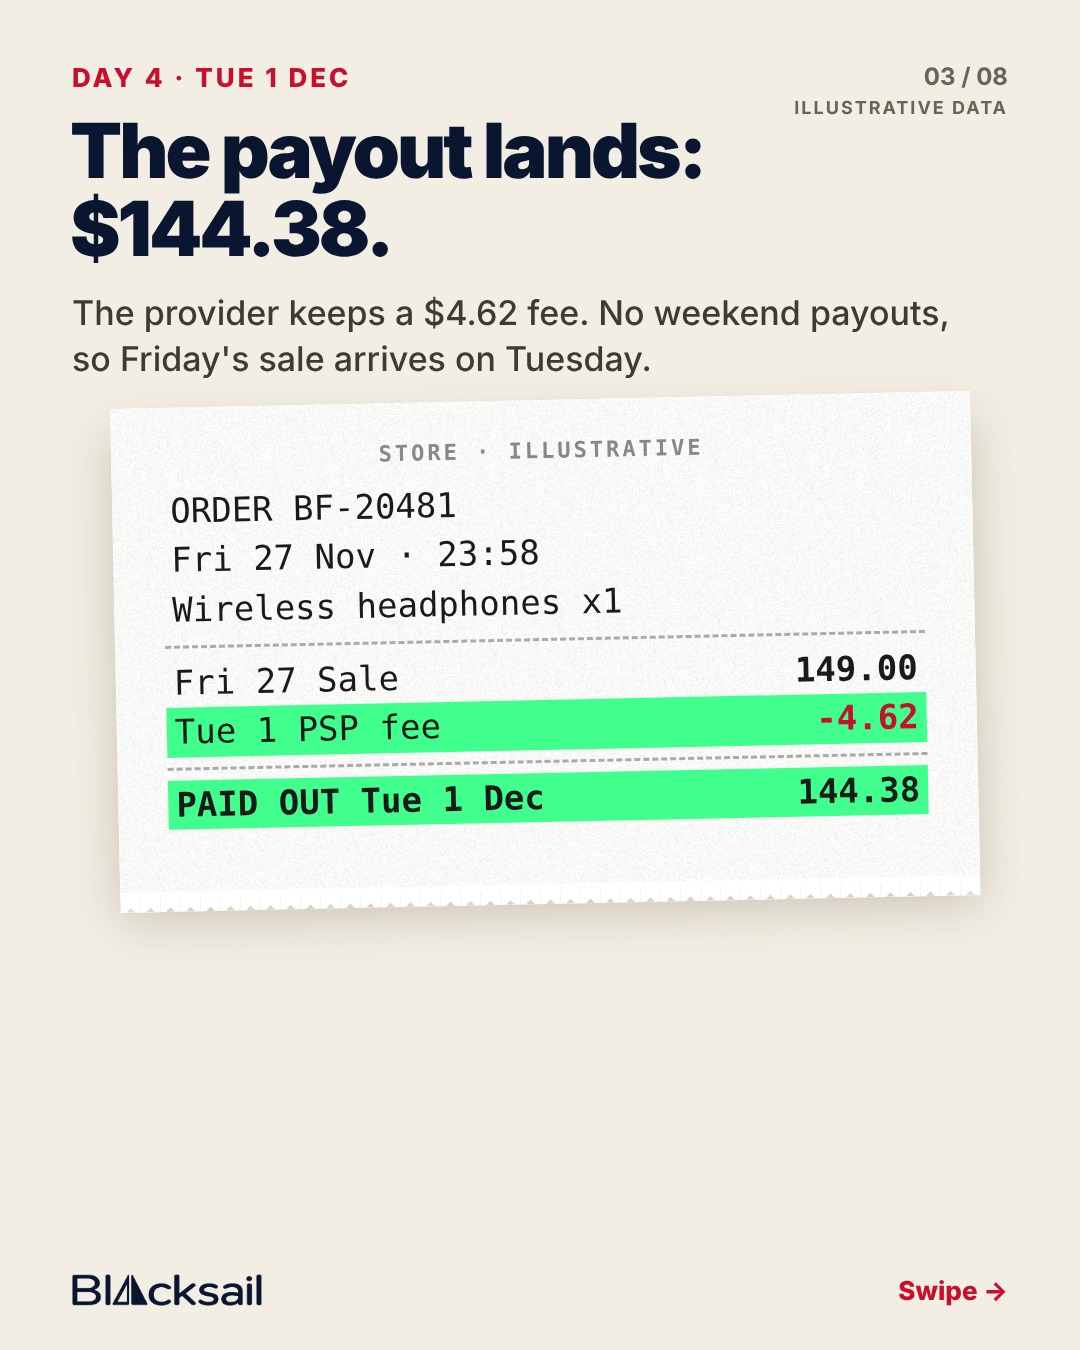 DAY 4 · TUE 1 DEC
03 / 08
ILLUSTRATIVE DATA
The payout lands:
$144.38.
The provider keeps a $4.62 fee. No weekend payouts,
so Friday's sale arrives on Tuesday.
STORE · ILLUSTRATIVE
ORDER BF-20481
Fri 27 Nov · 23:58
Wireless headphones x1
Fri 27 Sale 149.00
Tue 1 PSP fee -4.62
PAID OUT Tue 1 Dec 144.38
Blacksail
Swipe →